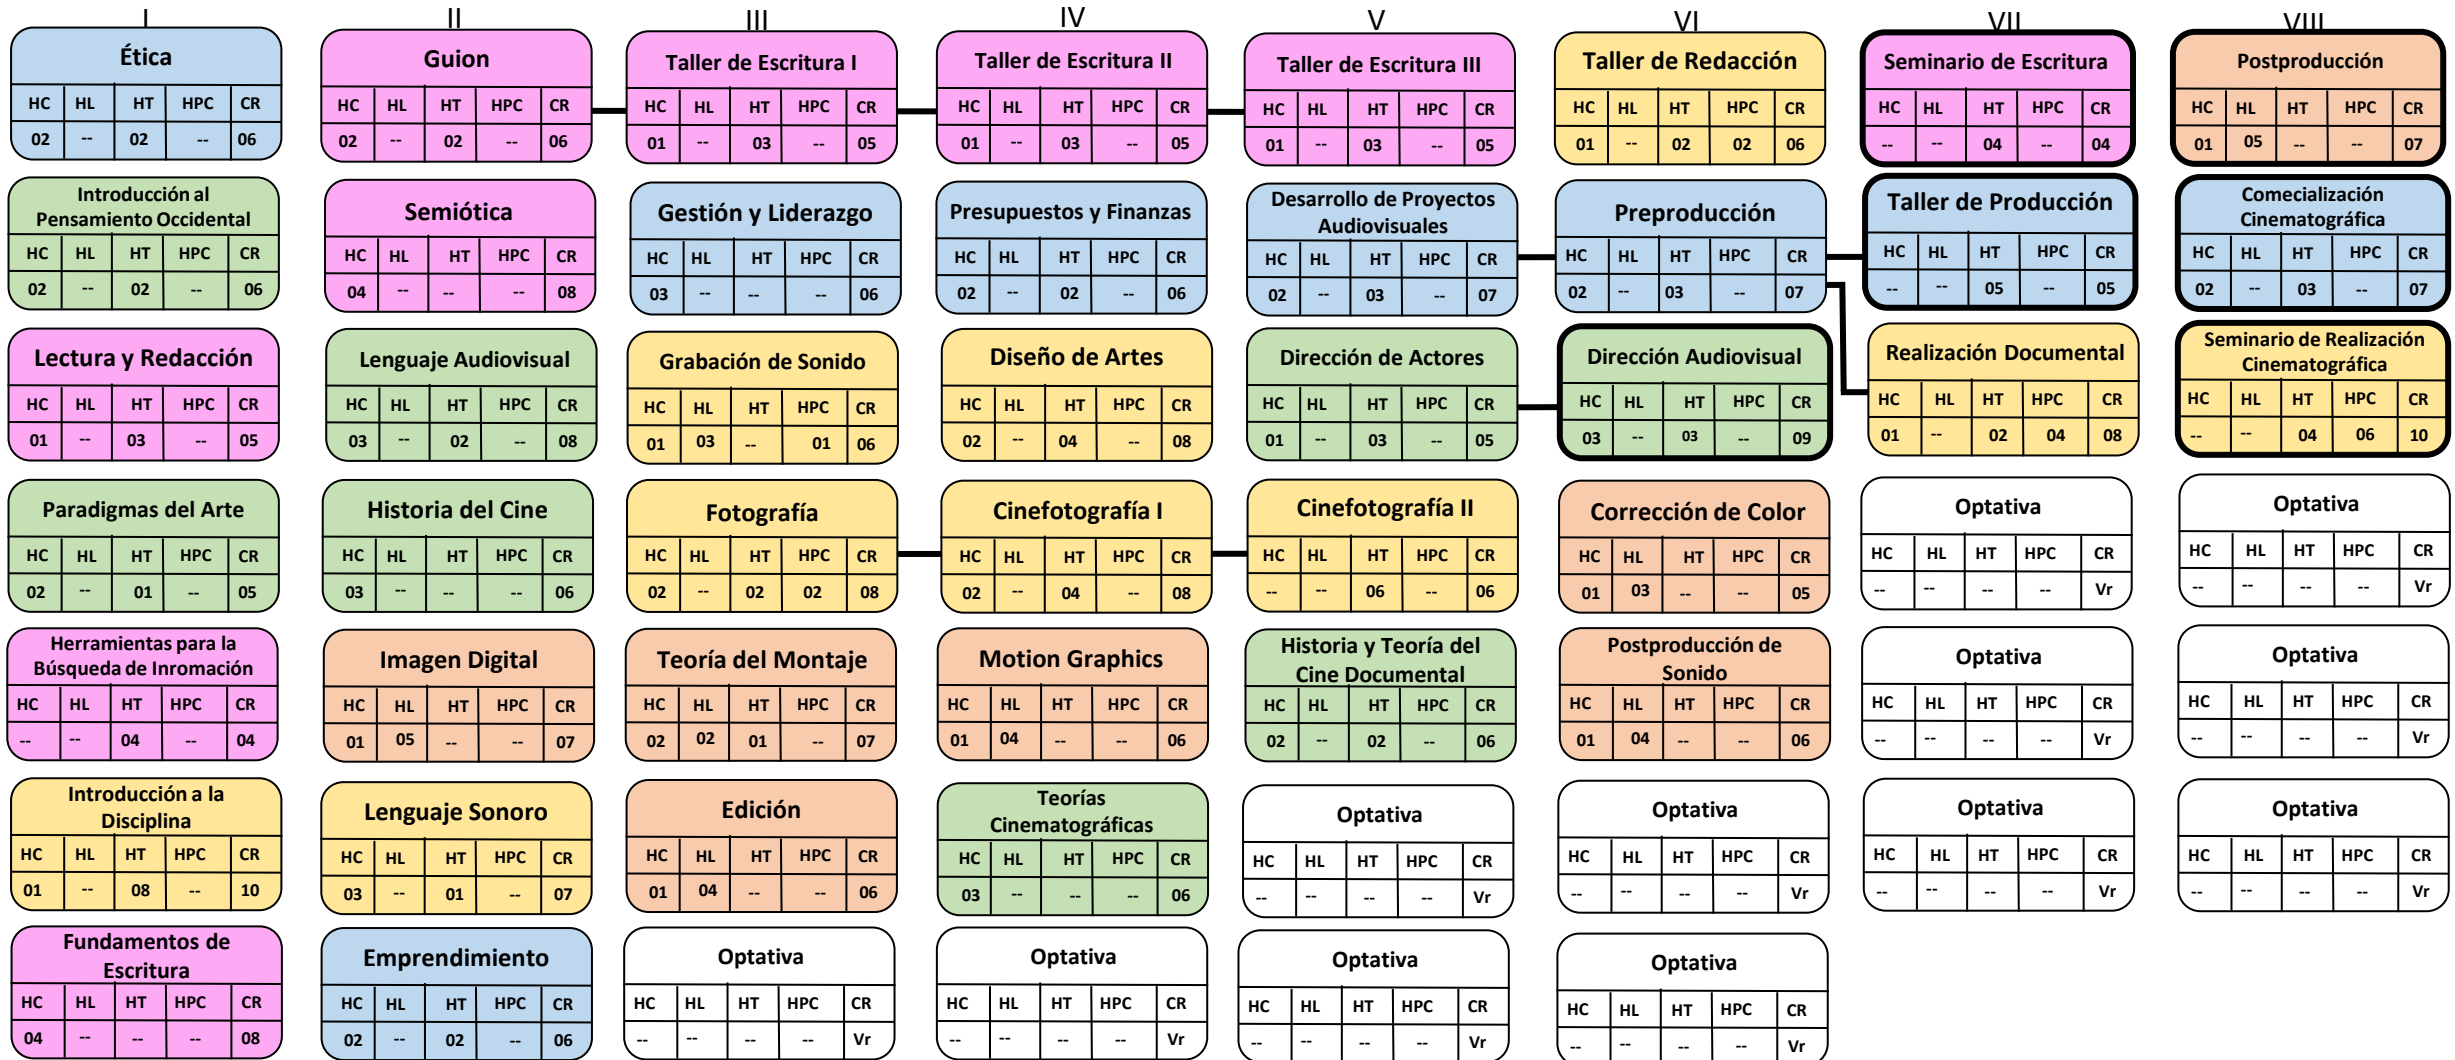 I
Ética
HC HL HT HPC CR
02 -- 02 -- 06
Introducción al
Pensamiento Occidental
HC HL HT HPC CR
02 -- 02 -- 06
Lectura y Redacción
HC HL HT HPC CR
01 -- 03 -- 05
Paradigmas del Arte
HC HL HT HPC CR
02 -- 01 -- 05
Herramientas para la
Búsqueda de Inromación
HC HL HT HPC CR
-- -- 04 -- 04
Introducción a la
Disciplina
HC HL HT HPC CR
01 -- 08 -- 10
Fundamentos de
Escritura
HC HL HT HPC CR
04 -- -- -- 08
II
Guion
HC HL HT HPC CR
02 -- 02 -- 06
Semiótica
HC HL HT HPC CR
04 -- -- -- 08
Lenguaje Audiovisual
HC HL HT HPC CR
03 -- 02 -- 08
Historia del Cine
HC HL HT HPC CR
03 -- -- -- 06
Imagen Digital
HC HL HT HPC CR
01 05 -- -- 07
Lenguaje Sonoro
HC HL HT HPC CR
03 -- 01 -- 07
Emprendimiento
HC HL HT HPC CR
02 -- 02 -- 06
III
Taller de Escritura I
HC HL HT HPC CR
01 -- 03 -- 05
Gestión y Liderazgo
HC HL HT HPC CR
03 -- -- -- 06
Grabación de Sonido
HC HL HT HPC CR
01 03 -- 01 06
Fotografía
HC HL HT HPC CR
02 -- 02 02 08
Teoría del Montaje
HC HL HT HPC CR
02 02 01 -- 07
Edición
HC HL HT HPC CR
01 04 -- -- 06
Optativa
HC HL HT HPC CR
-- -- -- -- Vr
IV
Taller de Escritura II
HC HL HT HPC CR
01 -- 03 -- 05
Presupuestos y Finanzas
HC HL HT HPC CR
02 -- 02 -- 06
Diseño de Artes
HC HL HT HPC CR
02 -- 04 -- 08
Cinefotografía I
HC HL HT HPC CR
02 -- 04 -- 08
Motion Graphics
HC HL HT HPC CR
01 04 -- -- 06
Teorías
Cinematográficas
HC HL HT HPC CR
03 -- -- -- 06
Optativa
HC HL HT HPC CR
-- -- -- -- Vr
V
Taller de Escritura III
HC HL HT HPC CR
01 -- 03 -- 05
Desarrollo de Proyectos
Audiovisuales
HC HL HT HPC CR
02 -- 03 -- 07
Dirección de Actores
HC HL HT HPC CR
01 -- 03 -- 05
Cinefotografía II
HC HL HT HPC CR
-- -- 06 -- 06
Historia y Teoría del
Cine Documental
HC HL HT HPC CR
02 -- 02 -- 06
Optativa
HC HL HT HPC CR
-- -- -- -- Vr
Optativa
HC HL HT HPC CR
-- -- -- -- Vr
VI
Taller de Redacción
HC HL HT HPC CR
01 -- 02 02 06
Preproducción
HC HL HT HPC CR
02 -- 03 -- 07
Dirección Audiovisual
HC HL HT HPC CR
03 -- 03 -- 09
Corrección de Color
HC HL HT HPC CR
01 03 -- -- 05
Postproducción de
Sonido
HC HL HT HPC CR
01 04 -- -- 06
Optativa
HC HL HT HPC CR
-- -- -- -- Vr
Optativa
HC HL HT HPC CR
-- -- -- -- Vr
VII
Seminario de Escritura
HC HL HT HPC CR
-- -- 04 -- 04
Taller de Producción
HC HL HT HPC CR
-- -- 05 -- 05
Realización Documental
HC HL HT HPC CR
01 -- 02 04 08
Optativa
HC HL HT HPC CR
-- -- -- -- Vr
Optativa
HC HL HT HPC CR
-- -- -- -- Vr
Optativa
HC HL HT HPC CR
-- -- -- -- Vr
VIII
Postproducción
HC HL HT HPC CR
01 05 -- -- 07
Comecialización
Cinematográfica
HC HL HT HPC CR
02 -- 03 -- 07
Seminario de Realización
Cinematográfica
HC HL HT HPC CR
-- -- 04 06 10
Optativa
HC HL HT HPC CR
-- -- -- -- Vr
Optativa
HC HL HT HPC CR
-- -- -- -- Vr
Optativa
HC HL HT HPC CR
-- -- -- -- Vr